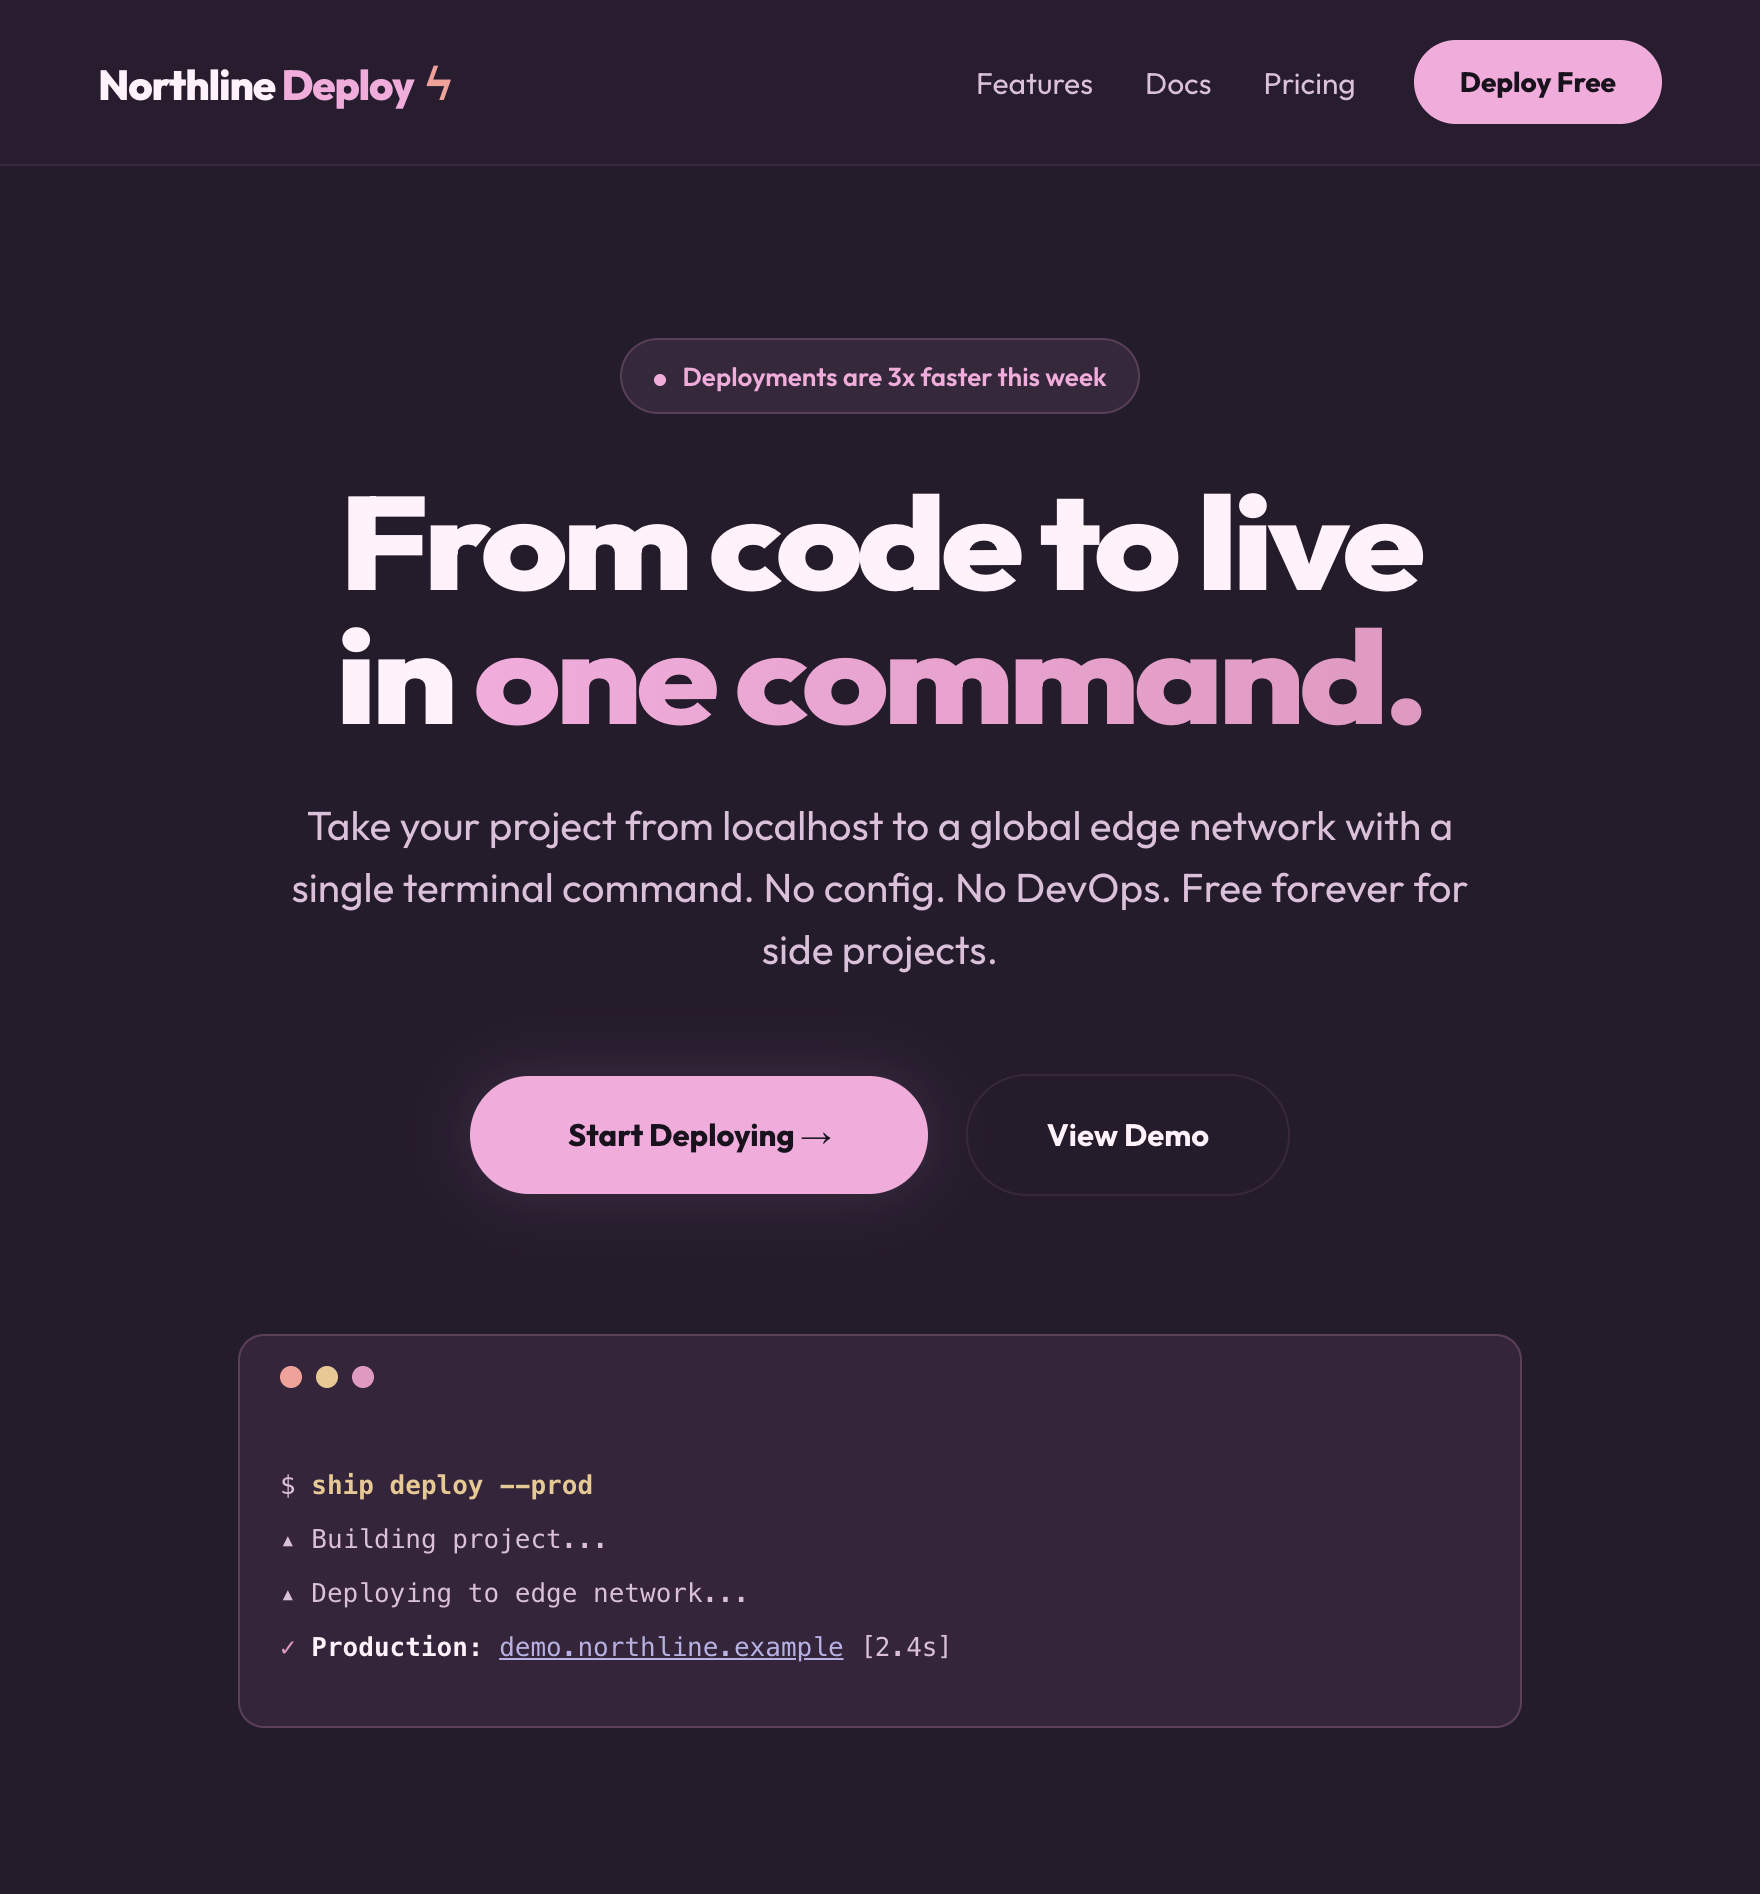 Northline Deploy ϟ
Features
Docs
Pricing
Deploy Free
Deployments are 3x faster this week
From code to live
in one command.
Take your project from localhost to a global edge network with a
single terminal command. No config. No DevOps. Free forever for
side projects.
Start Deploying →
View Demo
$ ship deploy --prod
▲ Building project...
▲ Deploying to edge network...
✓ Production: demo.northline.example [2.4s]